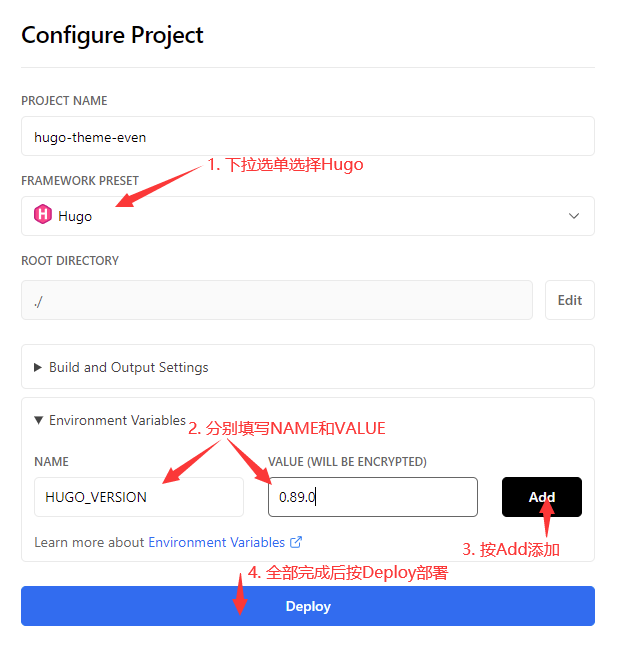 Configure Project
PROJECT NAME
hugo-theme-even
1. 下拉选单选择Hugo
FRAMEWORK PRESET
H Hugo
ROOT DIRECTORY
./
Edit
Build and Output Settings
Environment Variables
2. 分别填写NAME和VALUE
NAME
VALUE (WILL BE ENCRYPTED)
HUGO_VERSION
0.89.0
Add
Learn more about Environment Variables
3. 按Add添加
4. 全部完成后按Deploy部署
Deploy